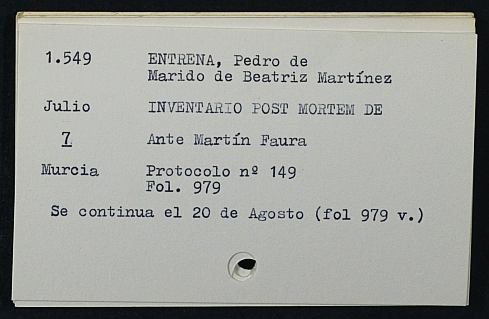 1.549 ENTRENA, Pedro de
Marido de Beatriz Martínez
Julio INVENTARIO POST MORTEM DE
7 Ante Martín Faura
Murcia Protocolo nº 149
Fol. 979
Se continua el 20 de Agosto (fol 979 v.)